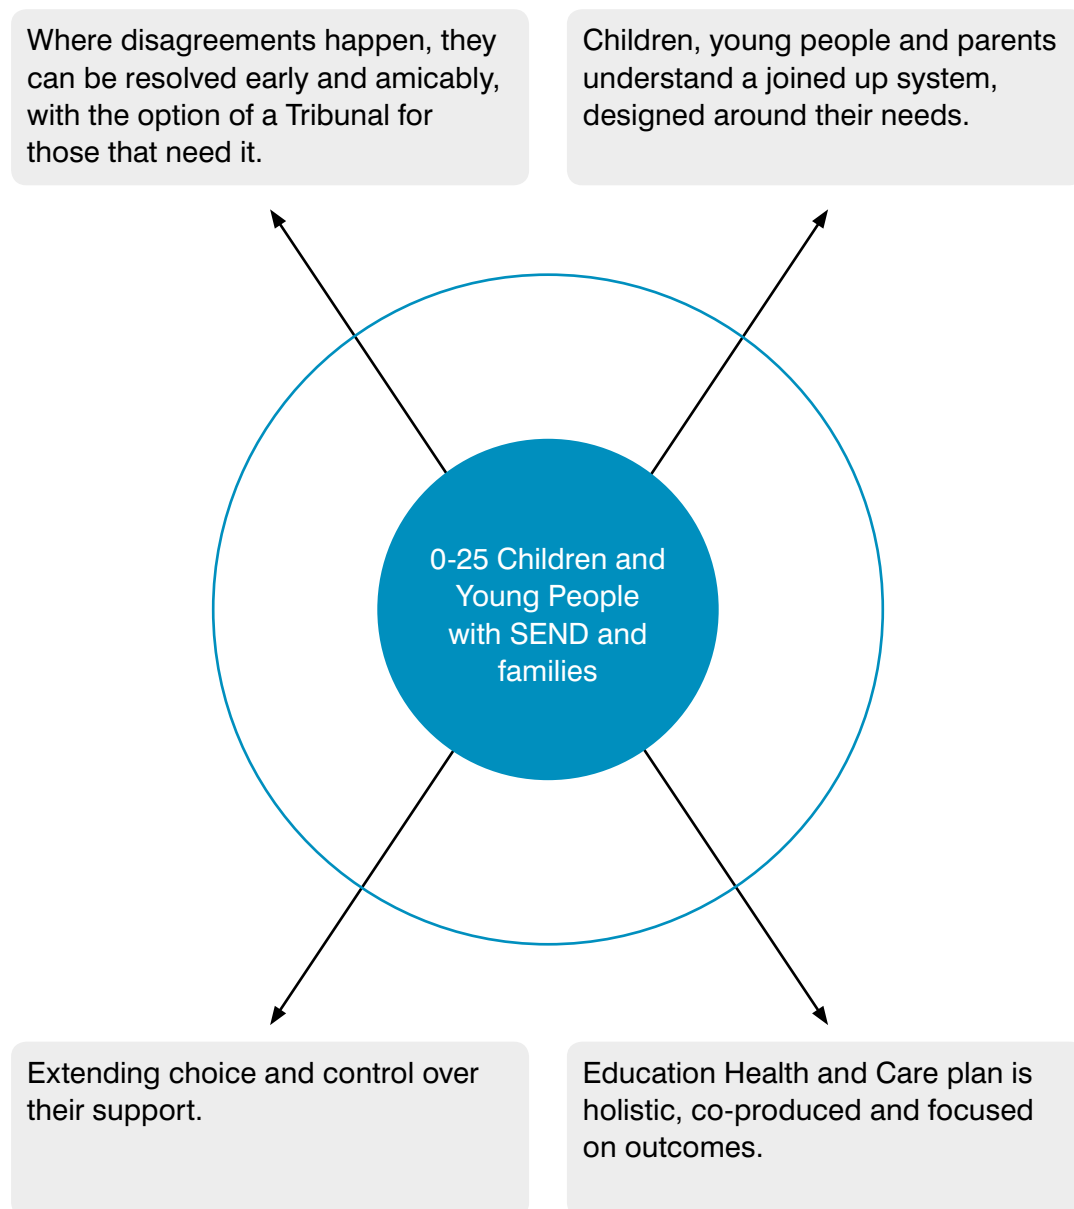 Where disagreements happen, they
can be resolved early and amicably,
with the option of a Tribunal for
those that need it.
Children, young people and parents
understand a joined up system,
designed around their needs.
0-25 Children and
Young People
with SEND and
families
Extending choice and control over
their support.
Education Health and Care plan is
holistic, co-produced and focused
on outcomes.